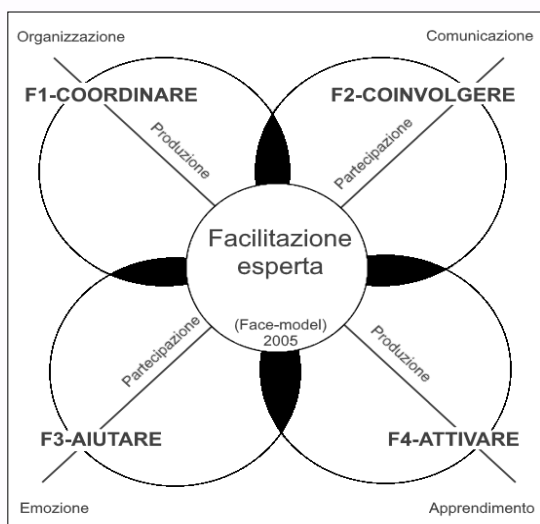 Organizzazione
Comunicazione
F1-COORDINARE
F2-COINVOLGERE
Produzione
Partecipazione
Facilitazione
esperta
(Face-model)
2005
Partecipazione
Produzione
F3-AIUTARE
F4-ATTIVARE
Emozione
Apprendimento